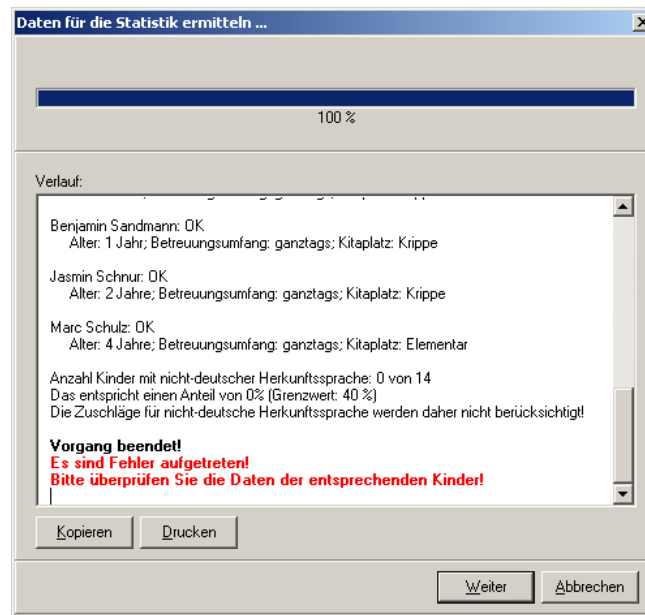 Daten für die Statistik ermitteln ...
100 %
Verlauf:
Benjamin Sandmann: OK
Alter: 1 Jahr; Betreuungsumfang: ganztags; Kitaplatz: Krippe
Jasmin Schnur: OK
Alter: 2 Jahre; Betreuungsumfang: ganztags; Kitaplatz: Krippe
Marc Schulz: OK
Alter: 4 Jahre; Betreuungsumfang: ganztags; Kitaplatz: Elementar
Anzahl Kinder mit nicht-deutscher Herkunftssprache: 0 von 14
Das entspricht einen Anteil von 0% (Grenzwert: 40 %)
Die Zuschläge für nicht-deutsche Herkunftssprache werden daher nicht berücksichtigt!
Vorgang beendet!
Es sind Fehler aufgetreten!
Bitte überprüfen Sie die Daten der entsprechenden Kinder!
Kopieren Drucken
Weiter Abbrechen